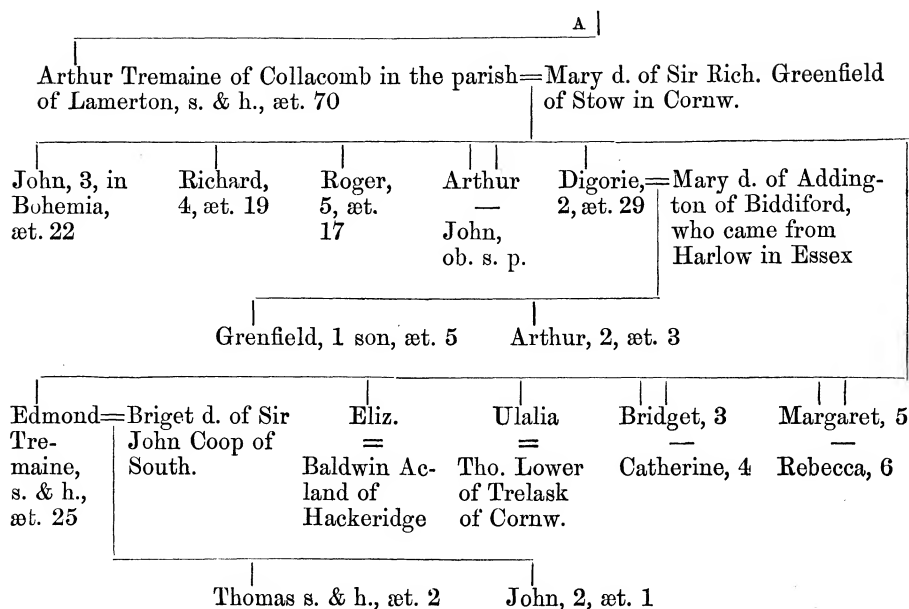 A
Arthur Tremaine of Collacomb in the parish=Mary d. of Sir Rich. Greenfield
of Lamerton, s. & h., æt. 70
of Stow in Cornw.
John, 3, in
Bohemia,
æt. 22
Richard,
4, æt. 19
Roger,
5, æt.
17
Arthur
—
John,
ob. s. p.
Digorie,=Mary d. of Adding-
2, æt. 29
ton of Biddiford,
who came from
Harlow in Essex
Grenfield, 1 son, æt. 5
Arthur, 2, æt. 3
Edmond=Briget d. of Sir
Tre-
maine,
s. & h.,
æt. 25
John Coop of
South.
Eliz.
=
Baldwin Ac-
land of
Hackeridge
Ulalia
=
Tho. Lower
of Trelask
of Cornw.
Bridget, 3
—
Catherine, 4
Margaret, 5
—
Rebecca, 6
Thomas s. & h., æt. 2
John, 2, æt. 1